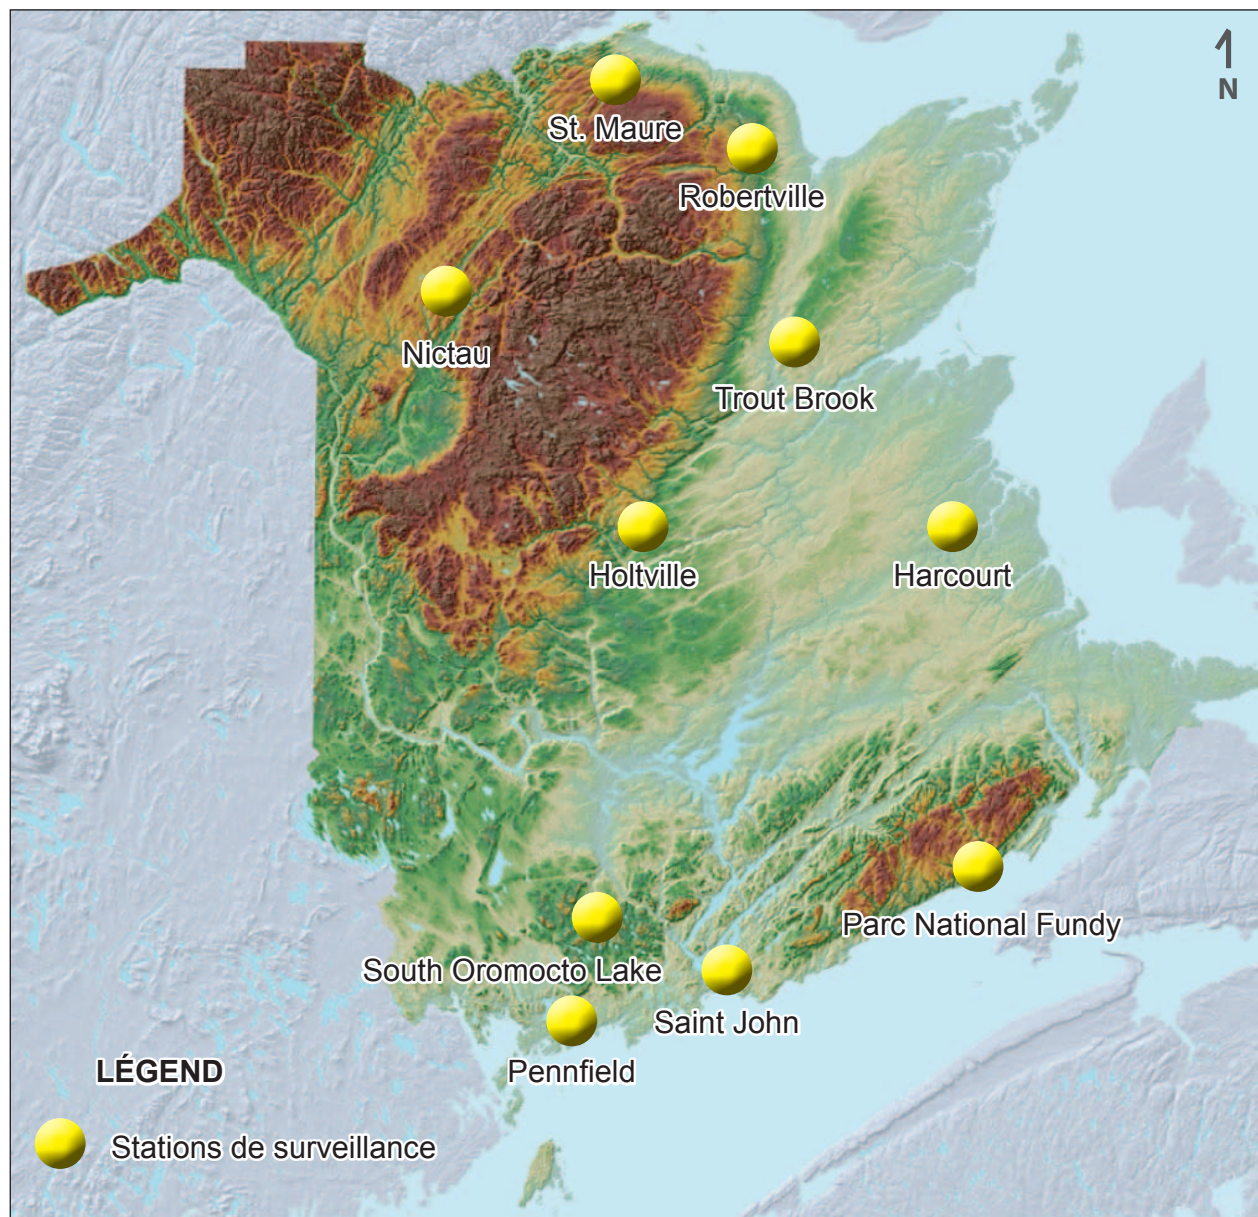 N
St. Maure
Robertville
Nictau
Trout Brook
Holtville
Harcourt
Parc National Fundy
South Oromocto Lake
Saint John
Pennfield
LÉGEND
Stations de surveillance